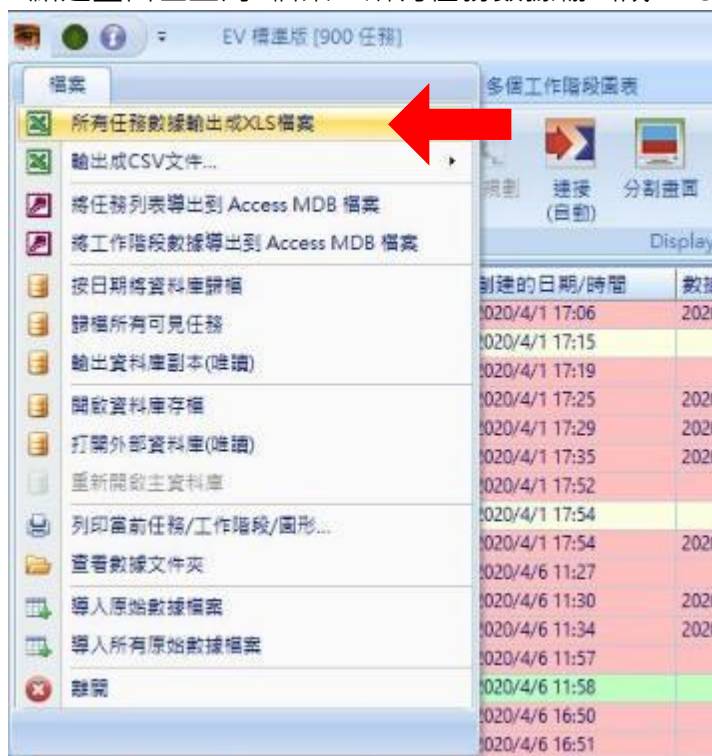 EV 標準版 [900 任務]
檔案
多個工作階段圖表
所有任務數據輸出成XLS檔案
輸出成CSV文件...
將任務列表導出到 Access MDB 檔案
將工作階段數據導出到 Access MDB 檔案
按日期將資料庫歸檔
歸檔所有可見任務
輸出資料庫副本(唯讀)
開啟資料庫存檔
打開外部資料庫(唯讀)
重新開啟主資料庫
列印當前任務/工作階段/圖形...
查看數據文件夾
導入原始數據檔案
導入所有原始數據檔案
離開
規劃
連接
(自動)
分割畫面
Display
創建的日期/時間
2020/4/1 17:06
2020/4/1 17:15
2020/4/1 17:19
2020/4/1 17:25
2020/4/1 17:29
2020/4/1 17:35
2020/4/1 17:52
2020/4/1 17:54
2020/4/1 17:54
2020/4/6 11:27
2020/4/6 11:30
2020/4/6 11:34
2020/4/6 11:57
2020/4/6 11:58
2020/4/6 16:50
2020/4/6 16:51
數據
202
202
202
202
202
202
202